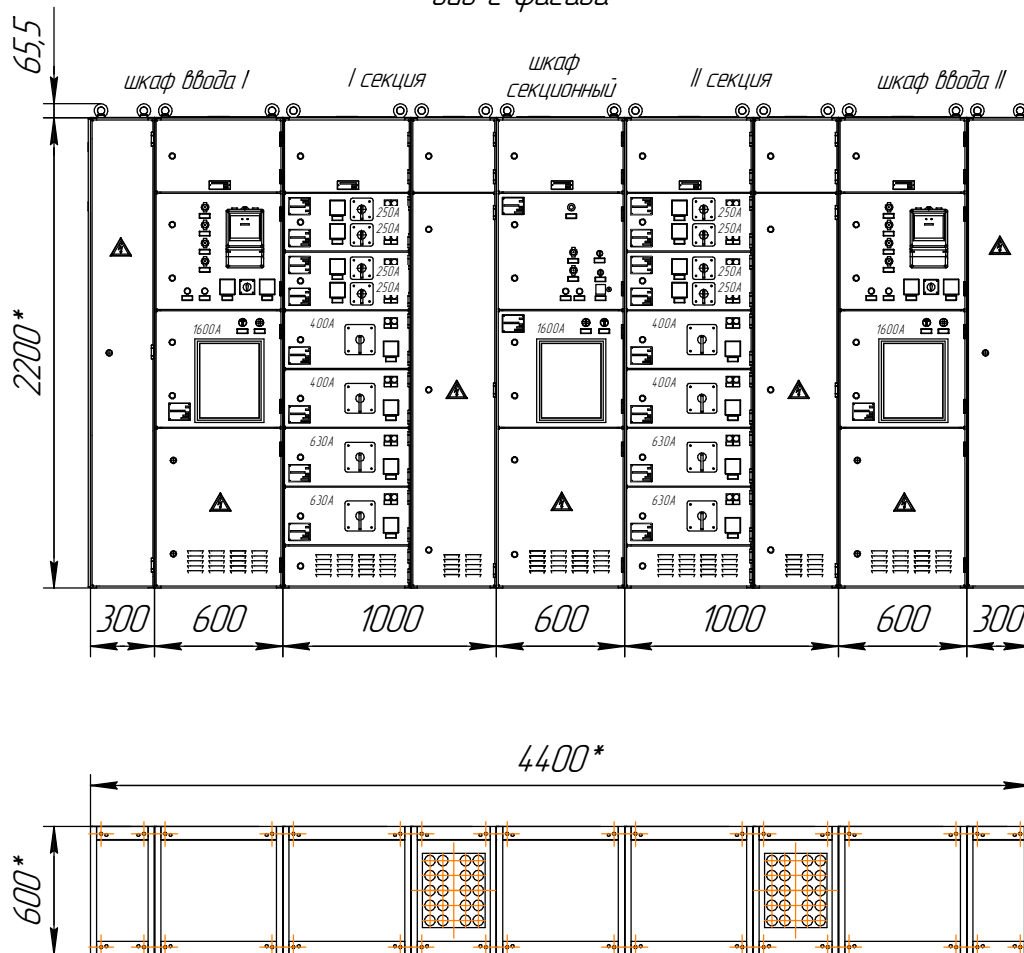 вид с фасада
65,5
шкаф ввода I
I секция
шкаф
секционный
II секция
шкаф ввода II
2200*
250А
250А
250А
250А
250А
250А
250А
250А
1600А
400А
1600А
400А
1600А
400А
400А
630А
630А
630А
630А
300
600
1000
600
1000
600
300
4400*
600*